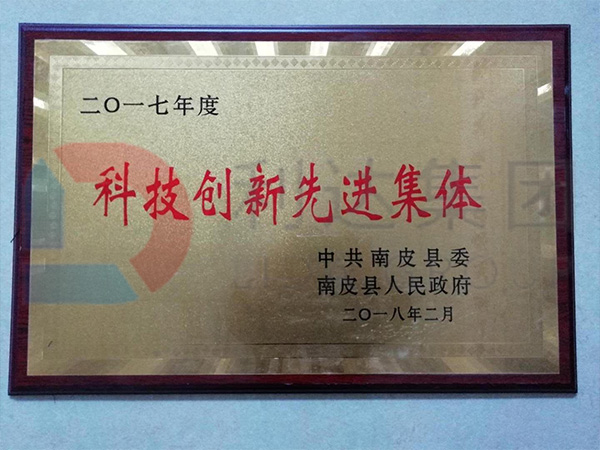 二〇一七年度
科技创新先进集体
中共南皮县委
南皮县人民政府
二〇一八年二月